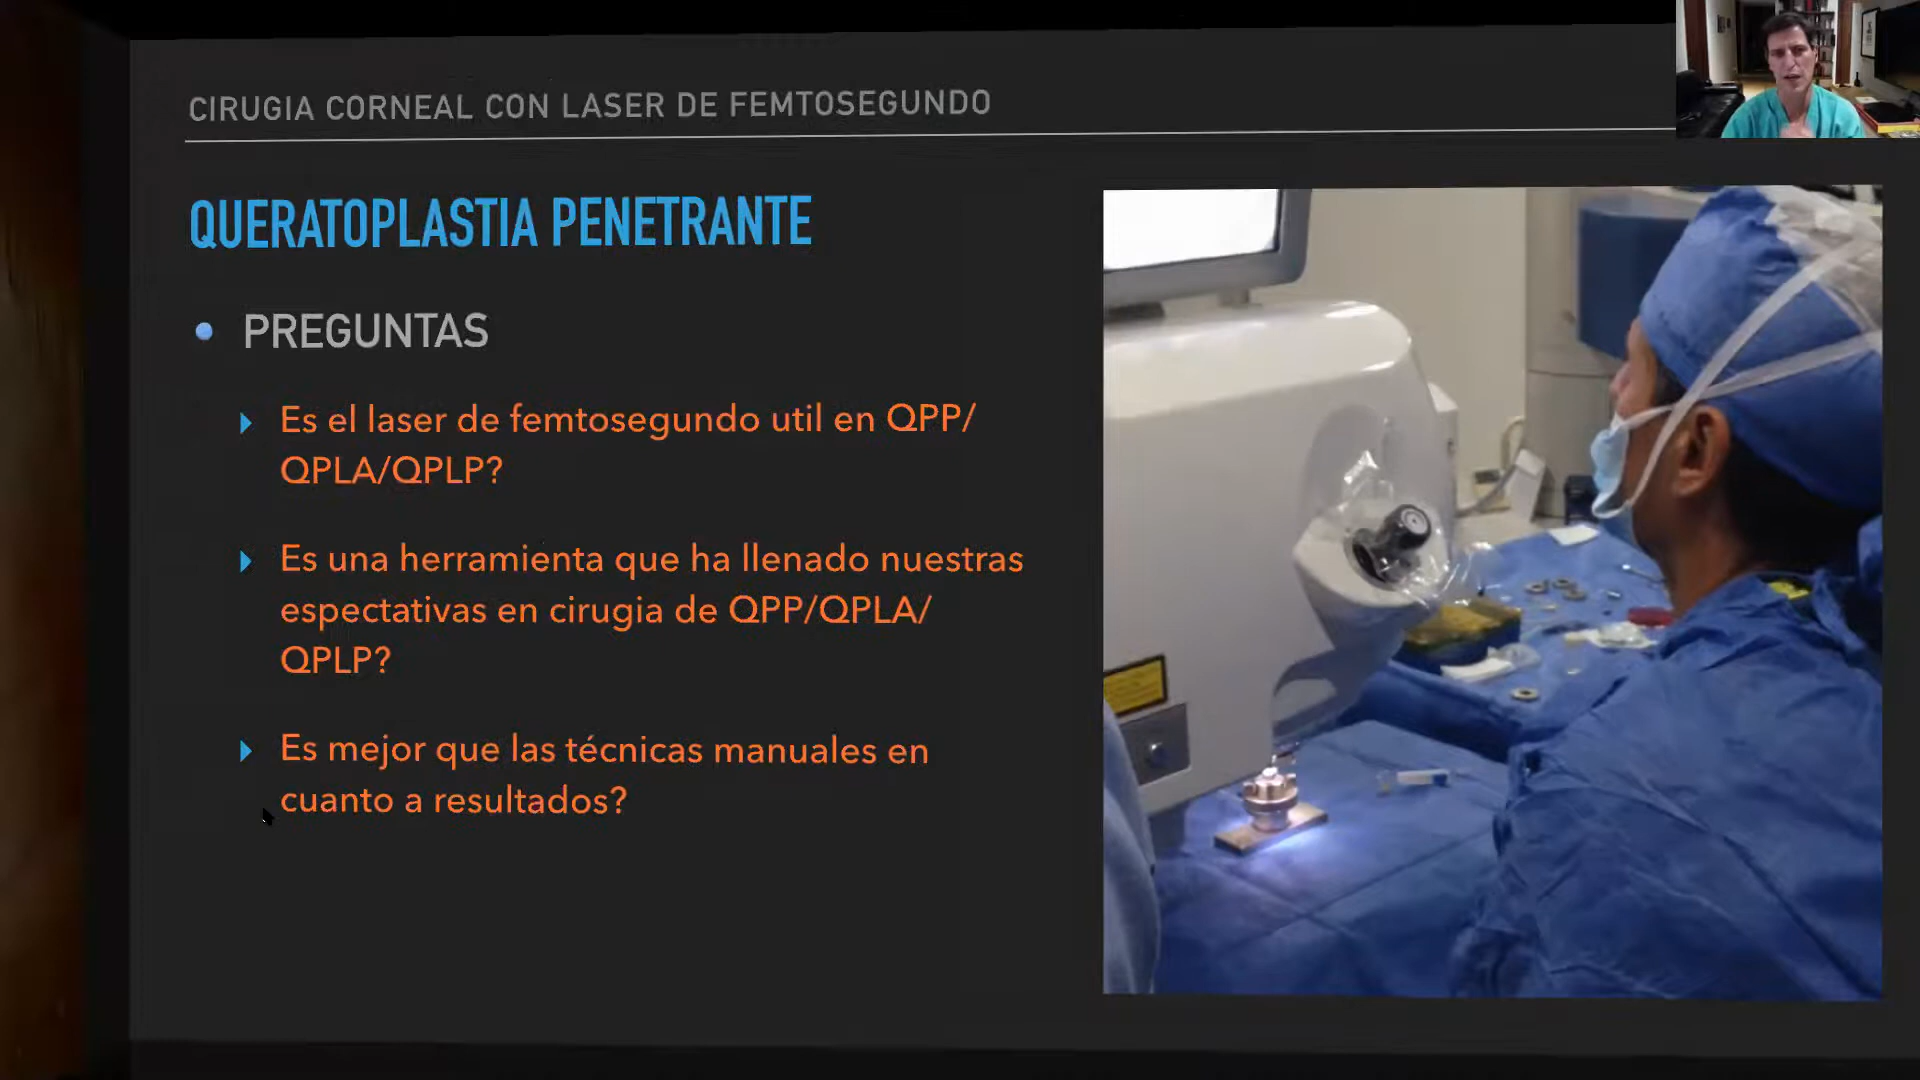 CIRUGIA CORNEAL CON LASER DE FEMTOSEGUNDO
QUERATOPLASTIA PENETRANTE
PREGUNTAS
Es el laser de femtosegundo util en QPP/
QPLA/QPLP?
Es una herramienta que ha llenado nuestras
espectativas en cirugia de QPP/QPLA/
QPLP?
Es mejor que las técnicas manuales en
cuanto a resultados?